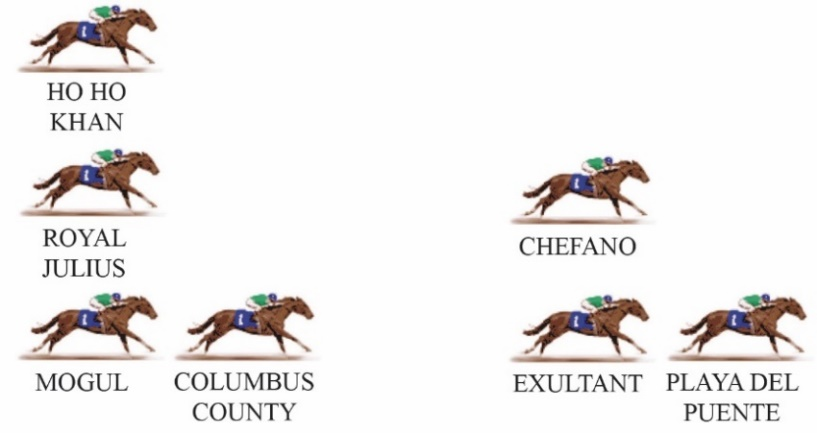 HO HO
KHAN
ROYAL
JULIUS
CHEFANO
MOGUL
COLUMBUS
COUNTY
EXULTANT
PLAYA DEL
PUENTE